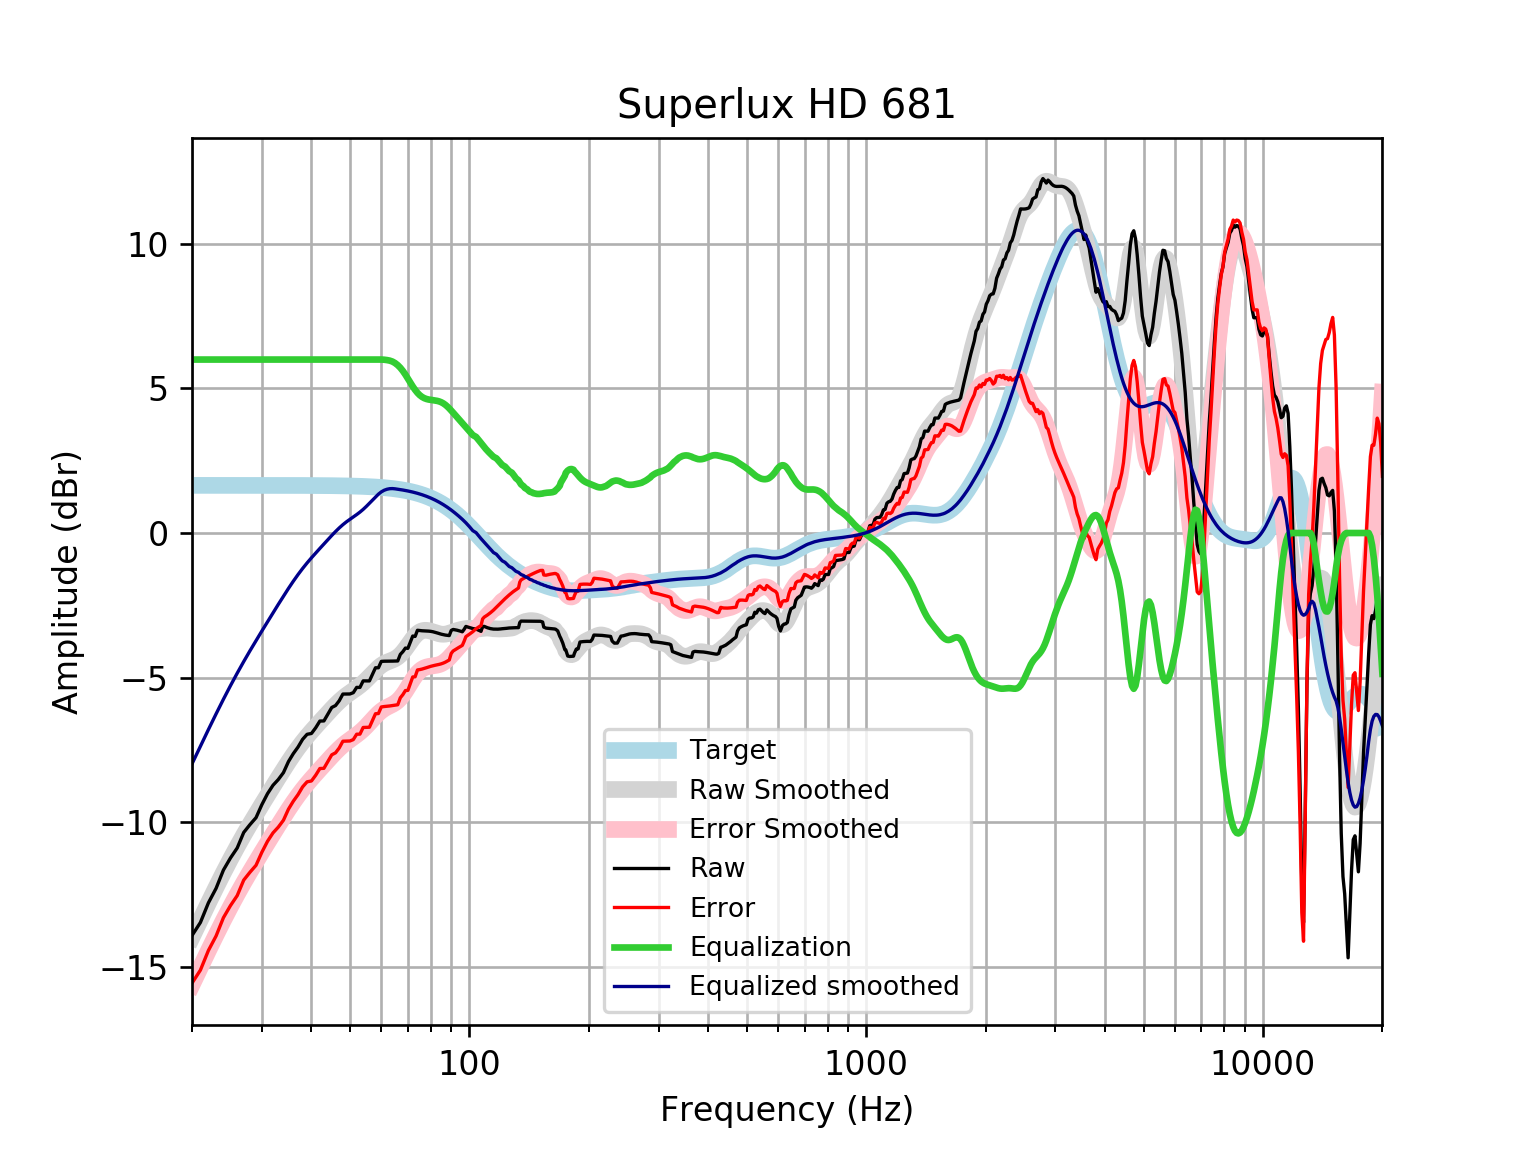 Superlux HD 681
Amplitude (dBr)
10
5
0
−5
−10
−15
Target
Raw Smoothed
Error Smoothed
Raw
Error
Equalization
Equalized smoothed
100
1000
10000
Frequency (Hz)